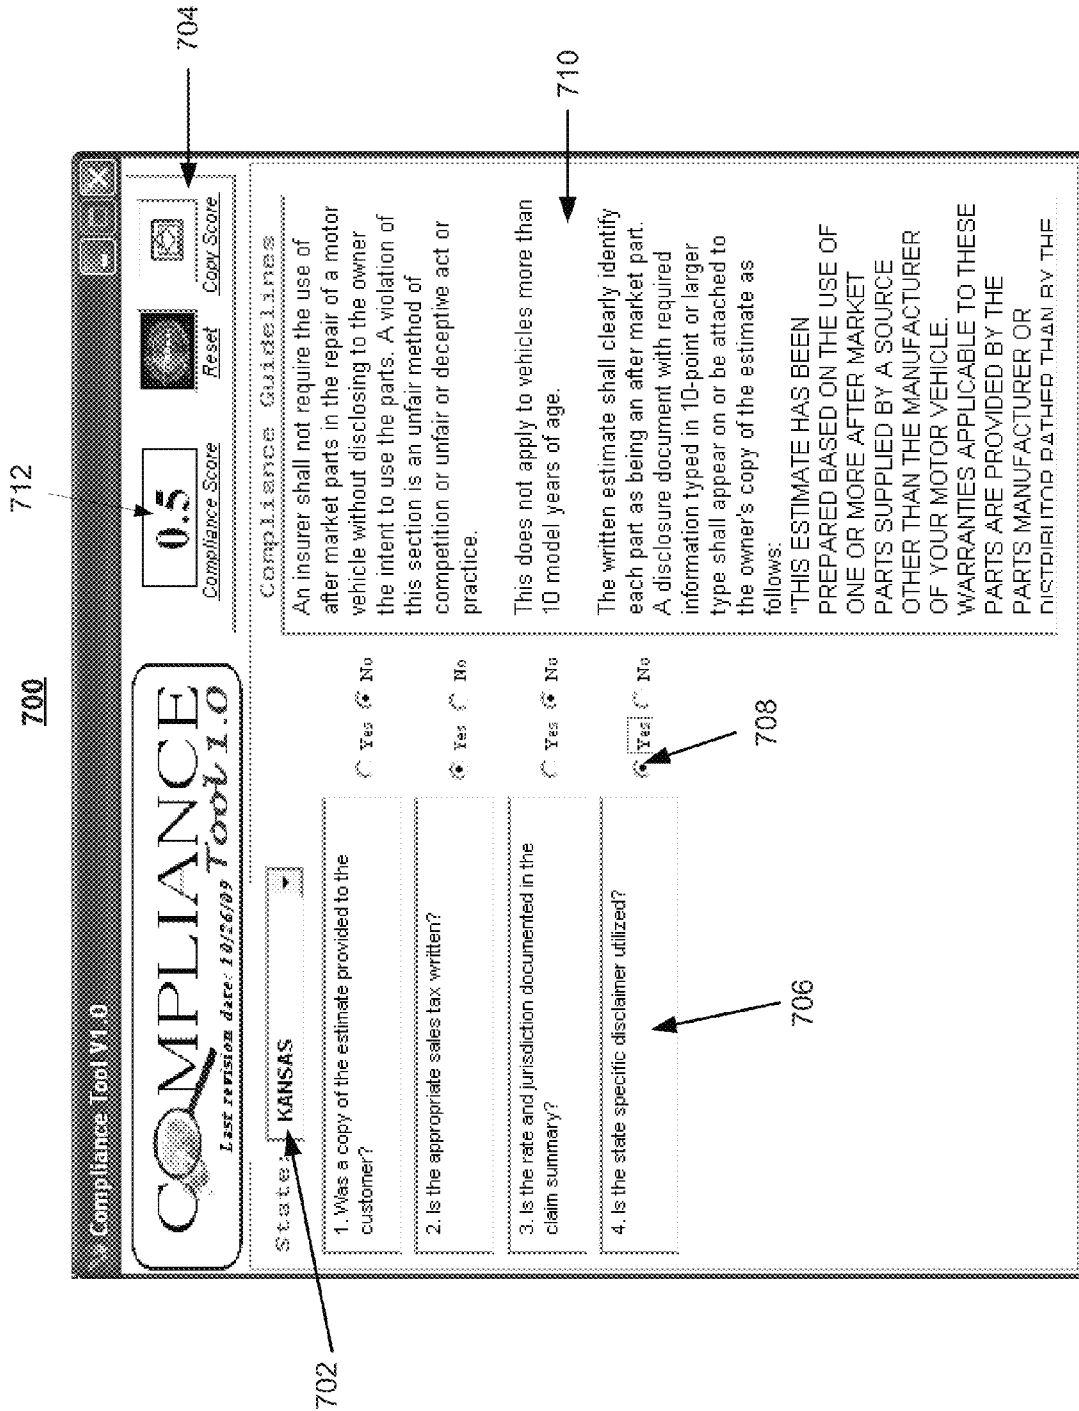 700
712
704
Compliance Tool V1.0
COMPLIANCE
Tool 1.0
Last revision date: 10/26/09
0.5
Compliance Score
Reset
Copy Score
702
State:
KANSAS
1. Was a copy of the estimate provided to the
customer?
Yes
No
2. Is the appropriate sales tax written?
Yes
No
3. Is the rate and jurisdiction documented in the
claim summary?
Yes
No
4. Is the state specific disclaimer utilized?
Yes
No
706
708
Compliance Guidelines
An insurer shall not require the use of
after market parts in the repair of a motor
vehicle without disclosing to the owner
the intent to use the parts. A violation of
this section is an unfair method of
competition or unfair or deceptive act or
practice.
This does not apply to vehicles more than
10 model years of age.
The written estimate shall clearly identify
each part as being an after market part.
A disclosure document with required
information typed in 10-point or larger
type shall appear on or be attached to
the owner's copy of the estimate as
follows:
"THIS ESTIMATE HAS BEEN
PREPARED BASED ON THE USE OF
ONE OR MORE AFTER MARKET
PARTS SUPPLIED BY A SOURCE
OTHER THAN THE MANUFACTURER
OF YOUR MOTOR VEHICLE.
WARRANTIES APPLICABLE TO THESE
PARTS ARE PROVIDED BY THE
PARTS MANUFACTURER OR
DISTRIBUTOR RATHER THAN BY THE
710